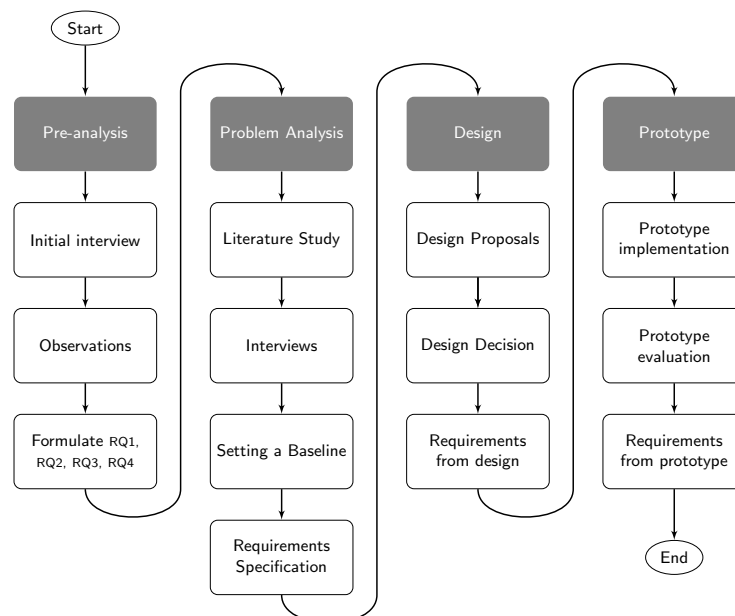 Start
Pre-analysis
Initial interview
Observations
Formulate RQ1,
RQ2, RQ3, RQ4
Problem Analysis
Literature Study
Interviews
Setting a Baseline
Requirements
Specification
Design
Design Proposals
Design Decision
Requirements
from design
Prototype
Prototype
implementation
Prototype
evaluation
Requirements
from prototype
End